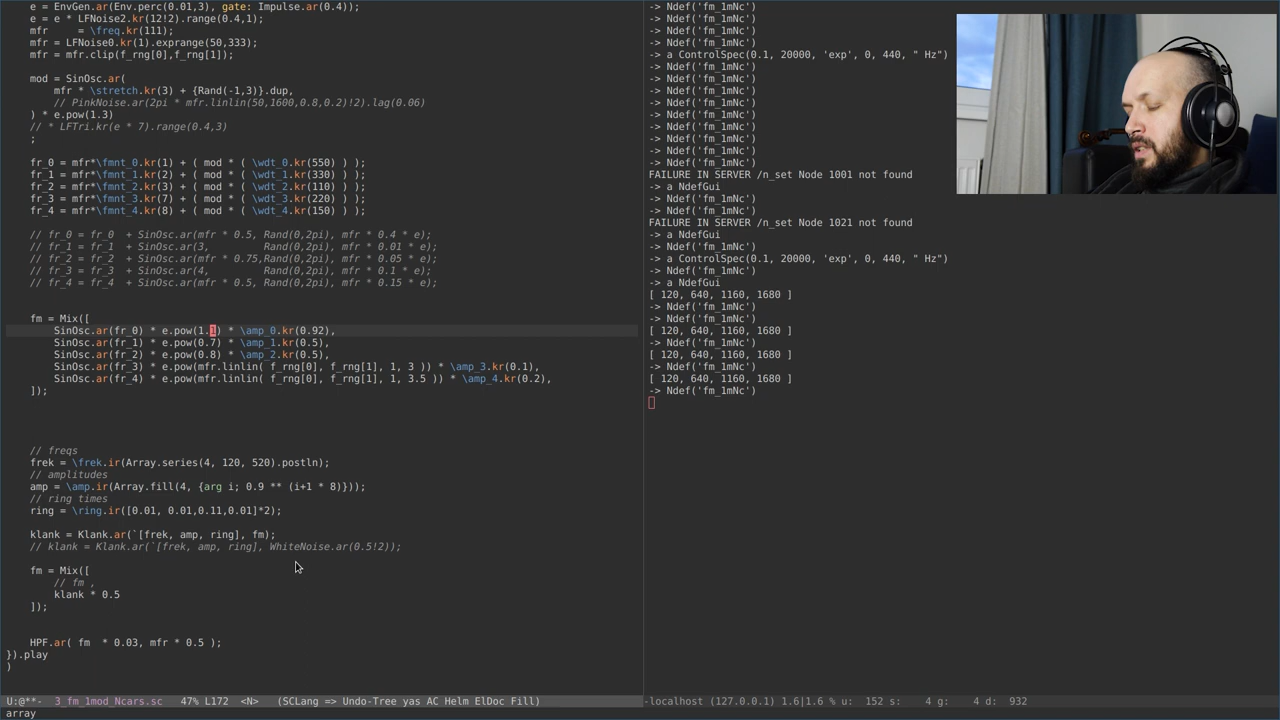 e = EnvGen.ar(Env.perc(0.01,3), gate: Impulse.ar(0.4));
e = e * LFNoise2.kr(12!2).range(0.4,1);
mfr     = \freq.kr(111);
mfr = LFNoise0.kr(1).exprange(50,333);
mfr = mfr.clip(f_rng[0],f_rng[1]);
mod = SinOsc.ar(
mfr * \stretch.kr(3) + {Rand(-1,3)}.dup,
// PinkNoise.ar(2pi * mfr.linlin(50,1600,0.8,0.2)!2).lag(0.06)
) * e.pow(1.3)
// * LFTri.kr(e * 7).range(0.4,3)
;
fr_0 = mfr*\fmnt_0.kr(1) + ( mod * ( \wdt_0.kr(550) ) );
fr_1 = mfr*\fmnt_1.kr(2) + ( mod * ( \wdt_1.kr(330) ) );
fr_2 = mfr*\fmnt_2.kr(3) + ( mod * ( \wdt_2.kr(110) ) );
fr_3 = mfr*\fmnt_3.kr(7) + ( mod * ( \wdt_3.kr(220) ) );
fr_4 = mfr*\fmnt_4.kr(8) + ( mod * ( \wdt_4.kr(150) ) );
// fr_0 = fr_0  + SinOsc.ar(mfr * 0.5, Rand(0,2pi), mfr * 0.4 * e);
// fr_1 = fr_1  + SinOsc.ar(3,         Rand(0,2pi), mfr * 0.01 * e);
// fr_2 = fr_2  + SinOsc.ar(mfr * 0.75,Rand(0,2pi), mfr * 0.05 * e);
// fr_3 = fr_3  + SinOsc.ar(4,         Rand(0,2pi), mfr * 0.1 * e);
// fr_4 = fr_4  + SinOsc.ar(mfr * 0.5, Rand(0,2pi), mfr * 0.15 * e);
fm = Mix([
SinOsc.ar(fr_0) * e.pow(1.1) * \amp_0.kr(0.92),
SinOsc.ar(fr_1) * e.pow(0.7) * \amp_1.kr(0.5),
SinOsc.ar(fr_2) * e.pow(0.8) * \amp_2.kr(0.5),
SinOsc.ar(fr_3) * e.pow(mfr.linlin( f_rng[0], f_rng[1], 1, 3 )) * \amp_3.kr(0.1),
SinOsc.ar(fr_4) * e.pow(mfr.linlin( f_rng[0], f_rng[1], 1, 3.5 )) * \amp_4.kr(0.2),
]);
// freqs
frek = \frek.ir(Array.series(4, 120, 520).postln);
// amplitudes
amp = \amp.ir(Array.fill(4, {arg i; 0.9 ** (i+1 * 8)}));
// ring times
ring = \ring.ir([0.01, 0.01,0.11,0.01]*2);
klank = Klank.ar(`[frek, amp, ring], fm);
// klank = Klank.ar(`[frek, amp, ring], WhiteNoise.ar(0.5!2));
fm = Mix([
// fm ,
klank * 0.5
]);
HPF.ar( fm  * 0.03, mfr * 0.5 );
}).play
)
U:@**-  3_fm_1mod_Ncars.sc   47% L172  <N>   (SCLang => Undo-Tree yas AC Helm ElDoc Fill)
array
-> Ndef('fm_1mNc')
-> Ndef('fm_1mNc')
-> Ndef('fm_1mNc')
-> Ndef('fm_1mNc')
-> a ControlSpec(0.1, 20000, 'exp', 0, 440, " Hz")
-> Ndef('fm_1mNc')
-> Ndef('fm_1mNc')
-> Ndef('fm_1mNc')
-> Ndef('fm_1mNc')
-> Ndef('fm_1mNc')
-> Ndef('fm_1mNc')
-> Ndef('fm_1mNc')
-> Ndef('fm_1mNc')
-> Ndef('fm_1mNc')
FAILURE IN SERVER /n_set Node 1001 not found
-> a NdefGui
-> Ndef('fm_1mNc')
-> Ndef('fm_1mNc')
FAILURE IN SERVER /n_set Node 1021 not found
-> a NdefGui
-> Ndef('fm_1mNc')
-> a ControlSpec(0.1, 20000, 'exp', 0, 440, " Hz")
-> Ndef('fm_1mNc')
-> a NdefGui
[ 120, 640, 1160, 1680 ]
-> Ndef('fm_1mNc')
-> Ndef('fm_1mNc')
[ 120, 640, 1160, 1680 ]
-> Ndef('fm_1mNc')
[ 120, 640, 1160, 1680 ]
-> Ndef('fm_1mNc')
[ 120, 640, 1160, 1680 ]
-> Ndef('fm_1mNc')
-localhost (127.0.0.1) 1.6|1.6 % u:  152 s:    4 g:    4 d:  932